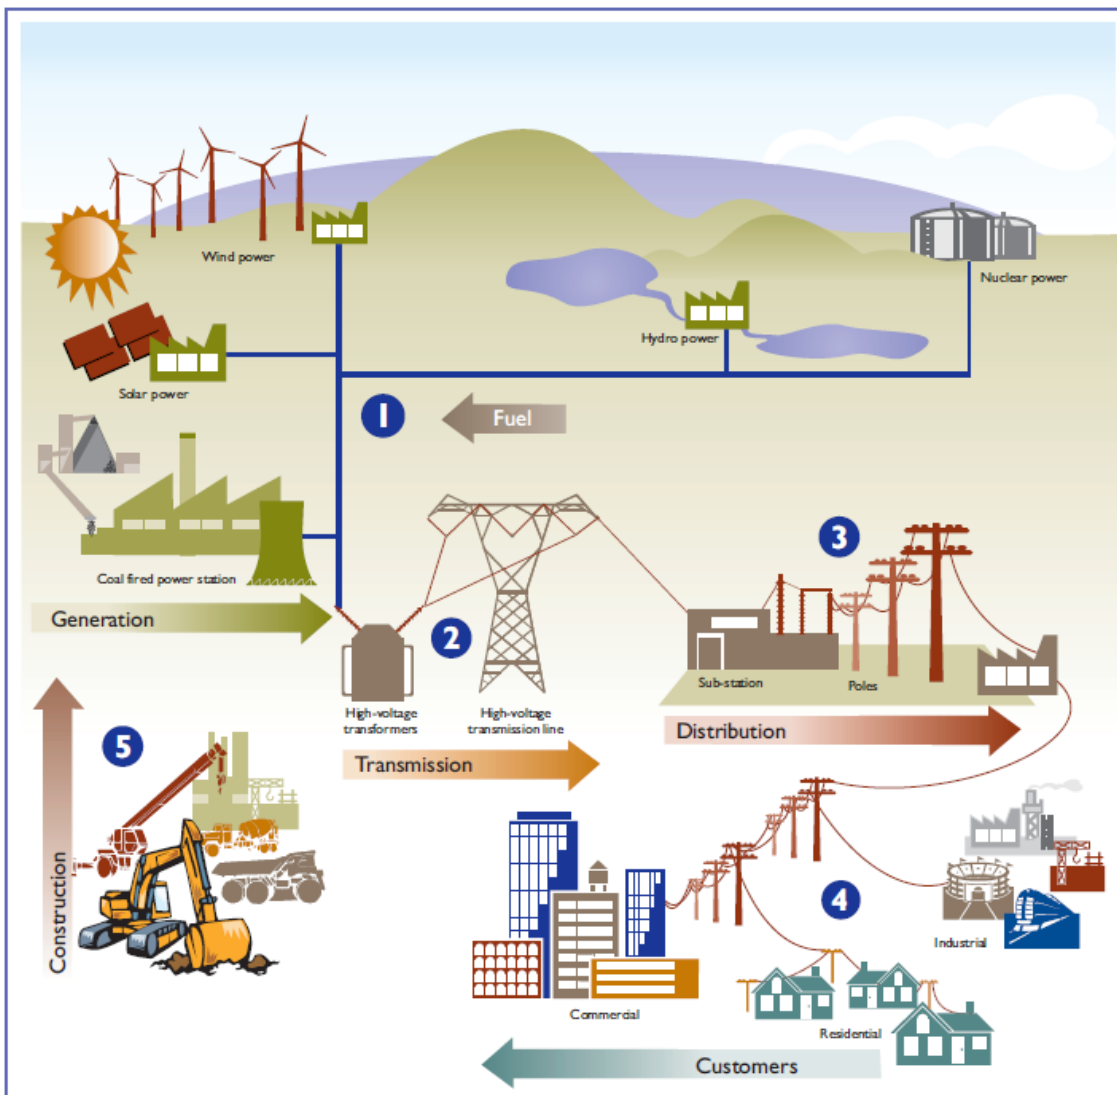 Wind power
Nuclear power
Hydro power
Solar power
1
Fuel
3
Coal fired power station
Generation
2
Sub-station
Poles
High-voltage
transformers
High-voltage
transmission line
Distribution
5
Transmission
Construction
4
Industrial
Commercial
Residential
Customers